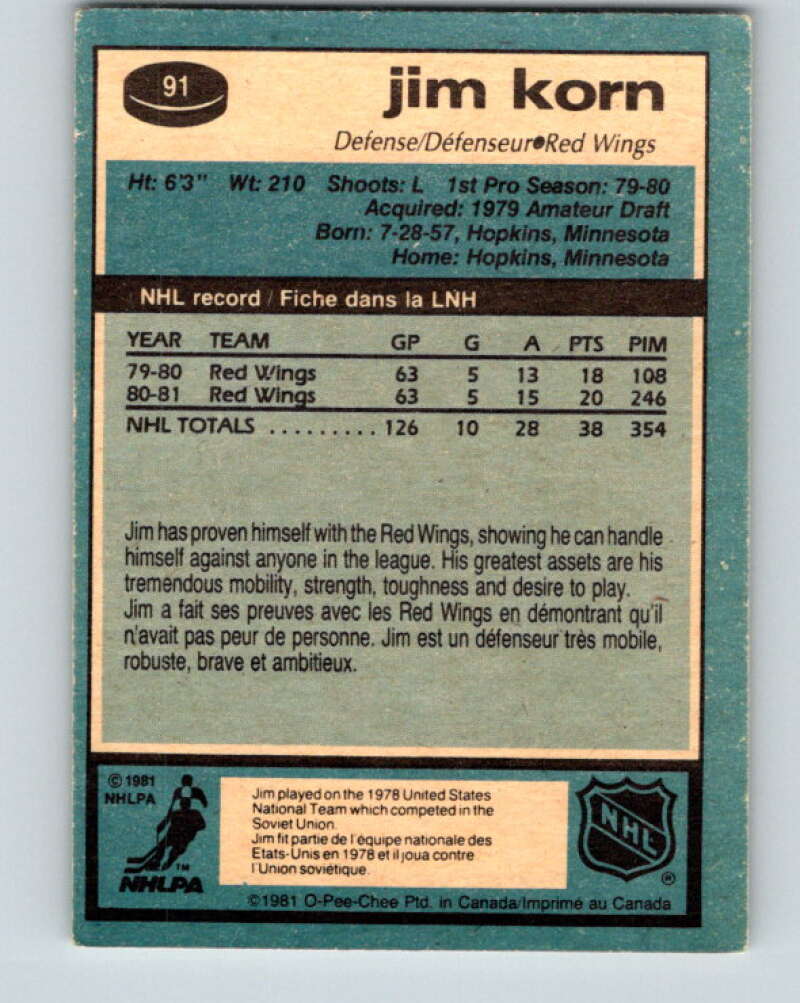 91
jim korn
Defense/Défenseur•Red Wings
Ht: 6'3" Wt: 210 Shoots: L 1st Pro Season: 79-80
Acquired: 1979 Amateur Draft
Born: 7-28-57, Hopkins, Minnesota
Home: Hopkins, Minnesota
NHL record / Fiche dans la LNH
YEAR TEAM GP G A PTS PIM
79-80 Red Wings 63 5 13 18 108
80-81 Red Wings 63 5 15 20 246
NHL TOTALS ......... 126 10 28 38 354
Jim has proven himself with the Red Wings, showing he can handle
himself against anyone in the league. His greatest assets are his
tremendous mobility, strength, toughness and desire to play.
Jim a fait ses preuves avec les Red Wings en démontrant qu'il
n'avait pas peur de personne. Jim est un défenseur très mobile,
robuste, brave et ambitieux.
© 1981
NHLPA
TM
NHLPA
Jim played on the 1978 United States
National Team which competed in the
Soviet Union.
Jim fit partie de l'équipe nationale des
Etats-Unis en 1978 et il joua contre
l'Union soviétique.
NHL
®
©1981 O-Pee-Chee Ptd. in Canada/Imprimé au Canada